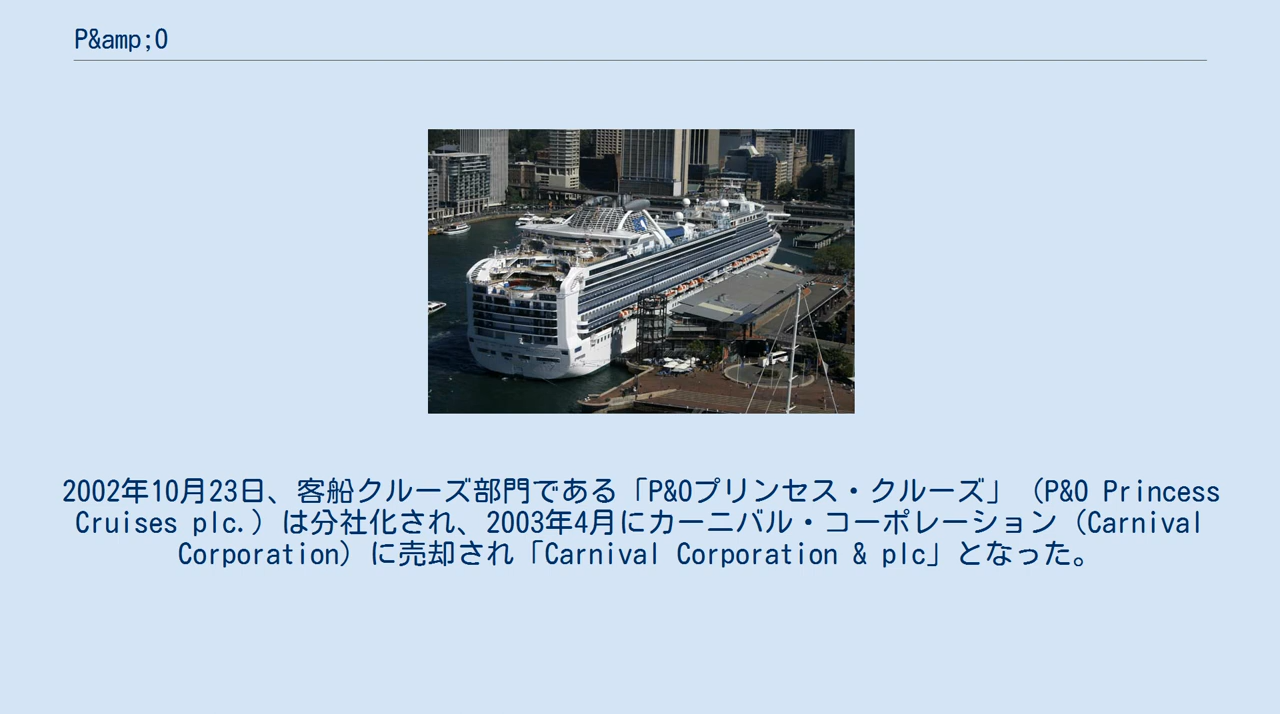 P&amp;O
2002年10月23日、客船クルーズ部門である「P&Oプリンセス・クルーズ」（P&O Princess
Cruises plc.）は分社化され、2003年4月にカーニバル・コーポレーション（Carnival
Corporation）に売却され「Carnival Corporation & plc」となった。